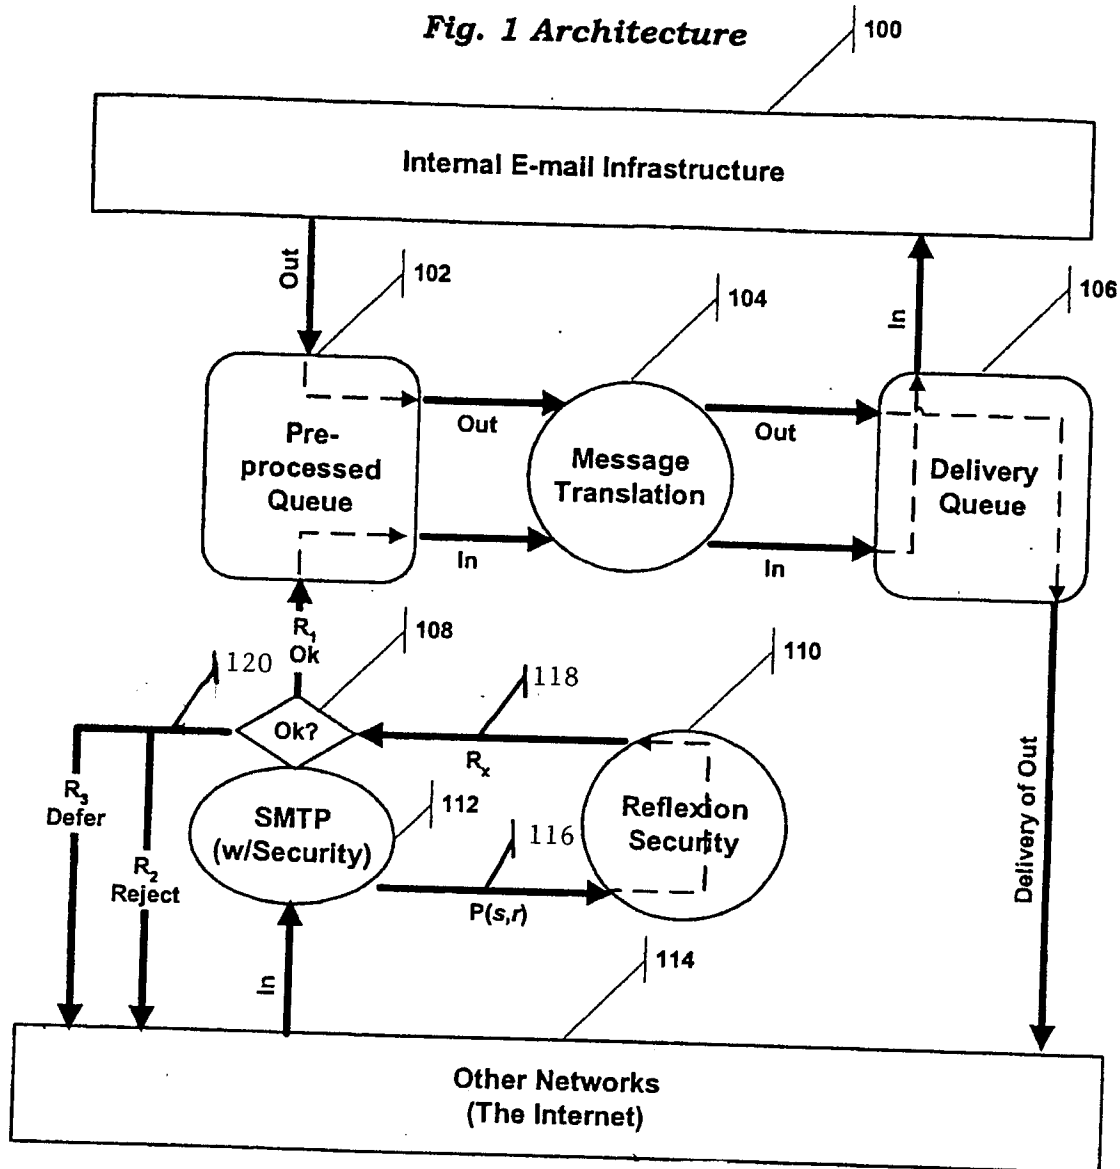 Fig. 1 Architecture
100
Internal E-mail Infrastructure
Out
102
104
In
106
Pre-
processed
Queue
Out
Message
Translation
Out
Delivery
Queue
In
In
R1
Ok
108
120
118
110
Ok?
Rx
R3
Defer
SMTP
(w/Security)
112
Reflexion
Security
116
R2
Reject
P(s,r)
Delivery of Out
In
114
Other Networks
(The Internet)